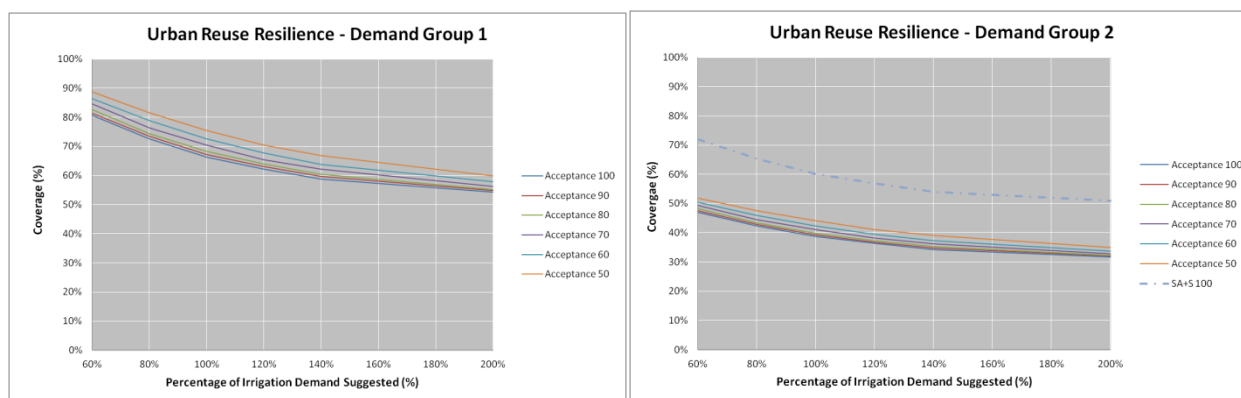 Urban Reuse Resilience - Demand Group 1
100%
90%
80%
70%
60%
50%
40%
30%
20%
10%
0%
Coverage (%)
60% 80% 100% 120% 140% 160% 180% 200%
Percentage of Irrigation Demand Suggested (%)
Acceptance 100
Acceptance 90
Acceptance 80
Acceptance 70
Acceptance 60
Acceptance 50
Urban Reuse Resilience - Demand Group 2
100%
90%
80%
70%
60%
50%
40%
30%
20%
10%
0%
Covergae (%)
60% 80% 100% 120% 140% 160% 180% 200%
Percentage of Irrigation Demand Suggested (%)
Acceptance 100
Acceptance 90
Acceptance 80
Acceptance 70
Acceptance 60
Acceptance 50
SA+S 100